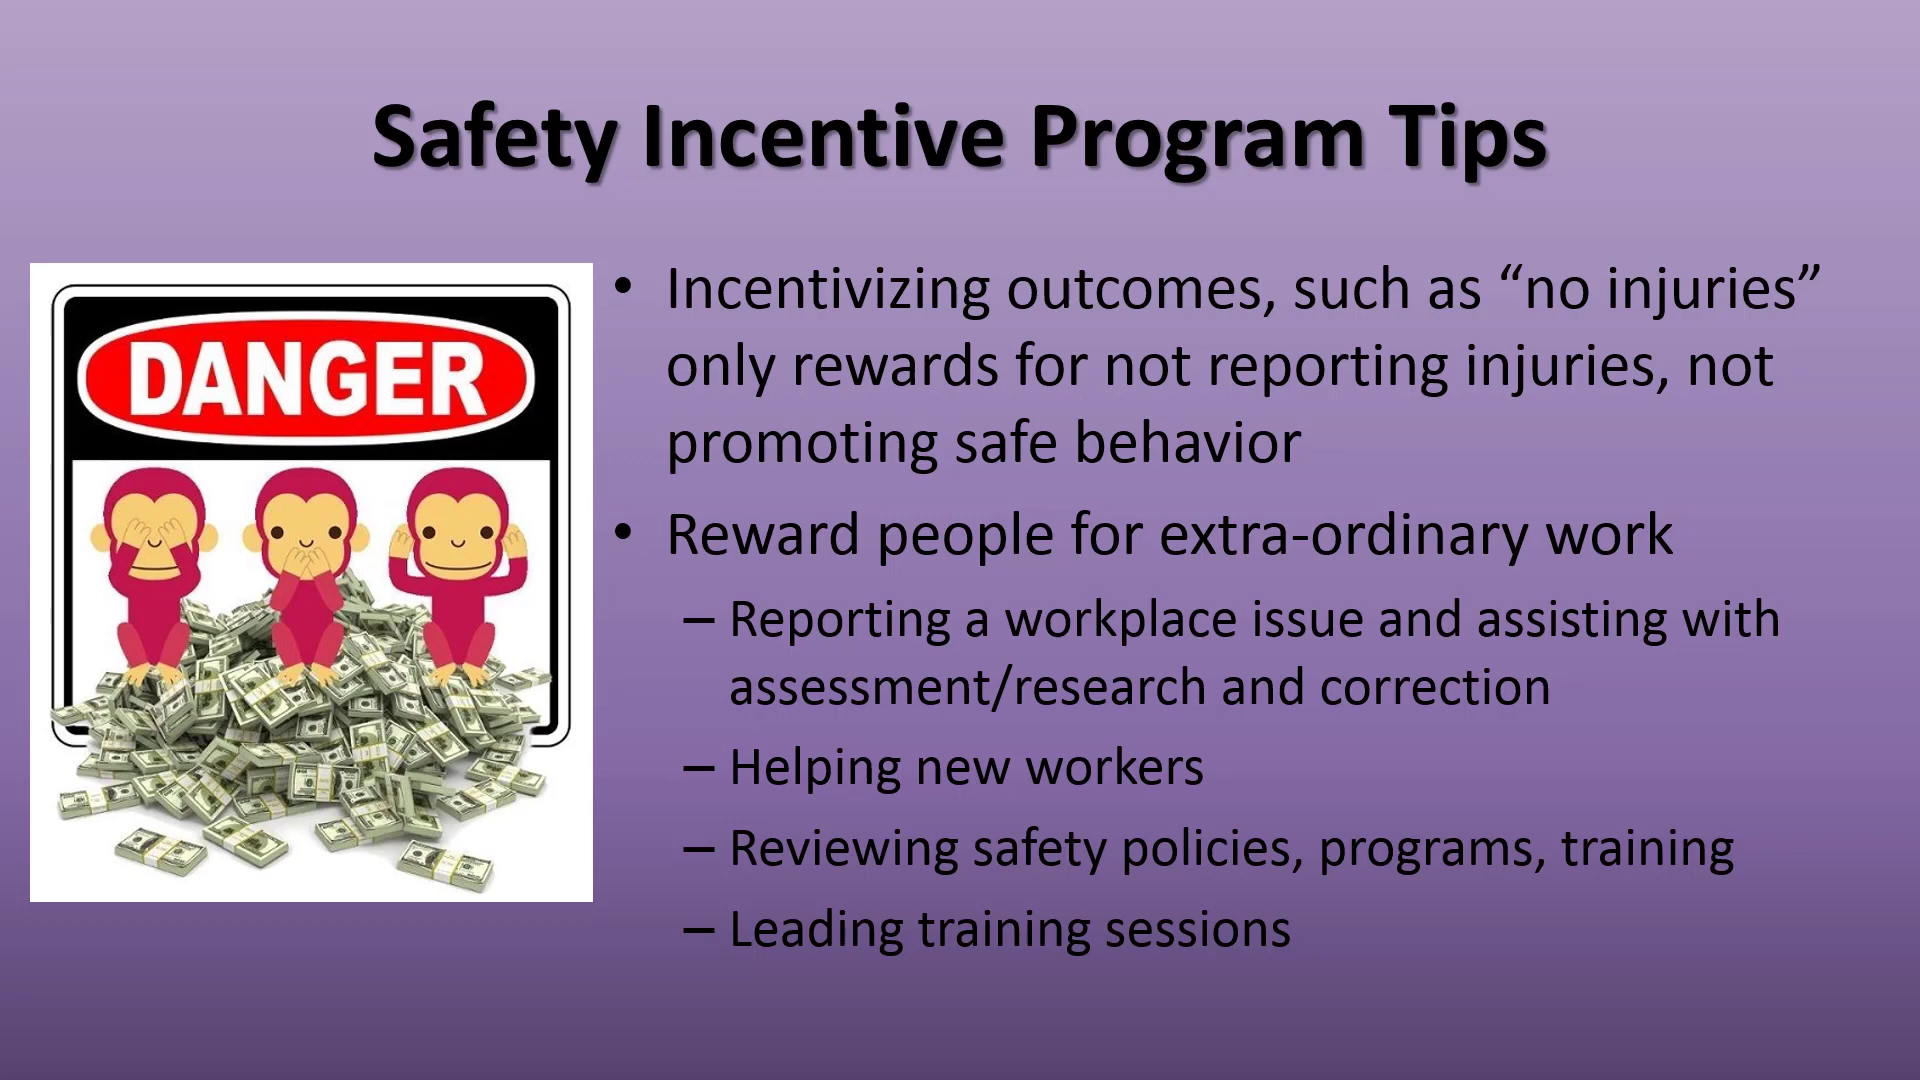 Safety Incentive Program Tips
DANGER
• Incentivizing outcomes, such as “no injuries”
only rewards for not reporting injuries, not
promoting safe behavior
• Reward people for extra-ordinary work
– Reporting a workplace issue and assisting with
assessment/research and correction
– Helping new workers
– Reviewing safety policies, programs, training
– Leading training sessions